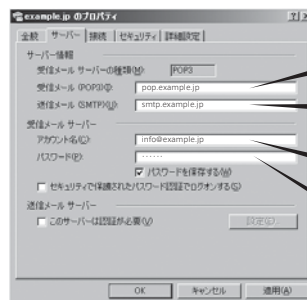 example.jp のプロパティ
全般 サーバー 接続 セキュリティ 詳細設定
サーバー情報
受信メール サーバーの種類(M): POP3
受信メール (POP3)(I): pop.example.jp
送信メール (SMTP)(U): smtp.example.jp
受信メール サーバー
アカウント名(C): info@example.jp
パスワード(P): ......
パスワードを保存する(W)
セキュリティで保護されたパスワード認証でログオンする(S)
送信メール サーバー
このサーバーは認証が必要(V) 設定(E)...
OK キャンセル 適用(A)